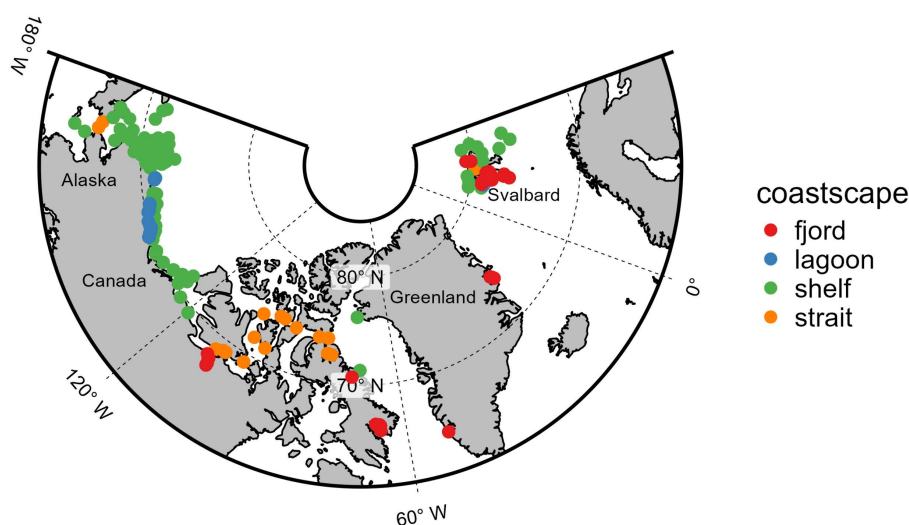 180° W
Alaska
Svalbard
coastscape
fjord
lagoon
shelf
strait
Canada
80° N
Greenland
0°
70° N
120° W
60° W